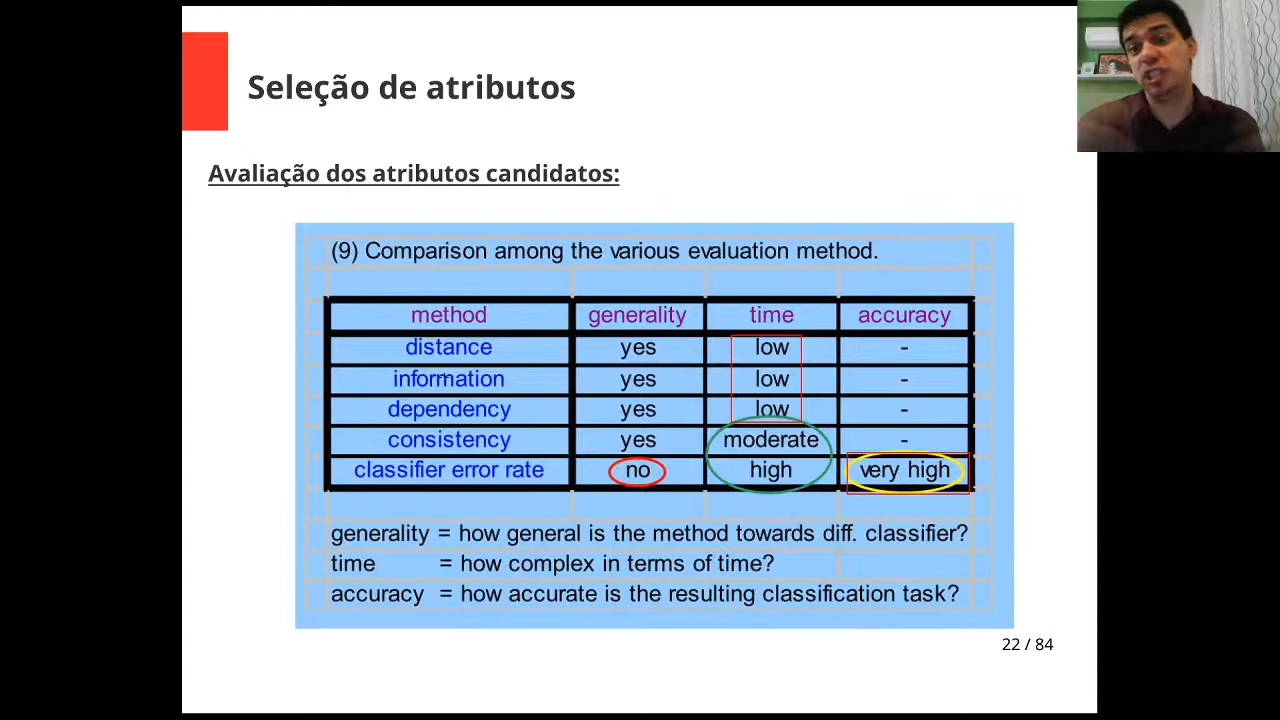 Seleção de atributos
Avaliação dos atributos candidatos:
(9) Comparison among the various evaluation method.
method generality time accuracy
distance yes low -
information yes low -
dependency yes low -
consistency yes moderate -
classifier error rate no high very high
generality = how general is the method towards diff. classifier?
time = how complex in terms of time?
accuracy = how accurate is the resulting classification task?
22 / 84